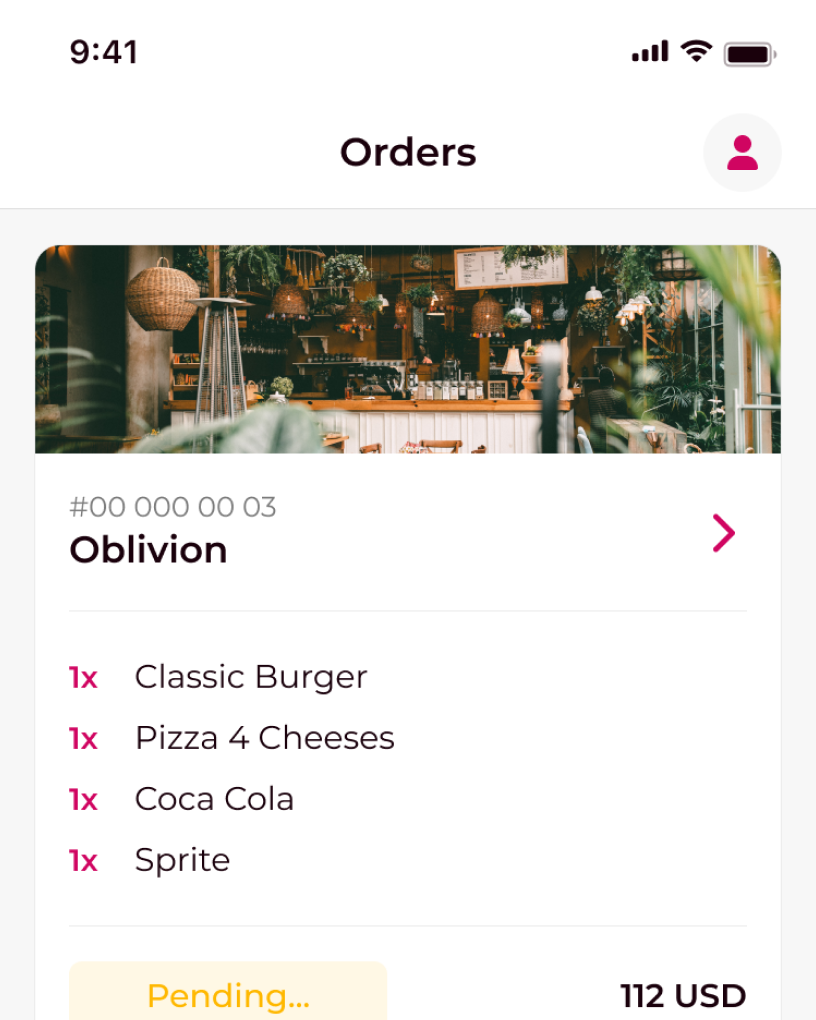 9:41
Orders
#00 000 00 03
Oblivion
1x Classic Burger
1x Pizza 4 Cheeses
1x Coca Cola
1x Sprite
Pending... 112 USD